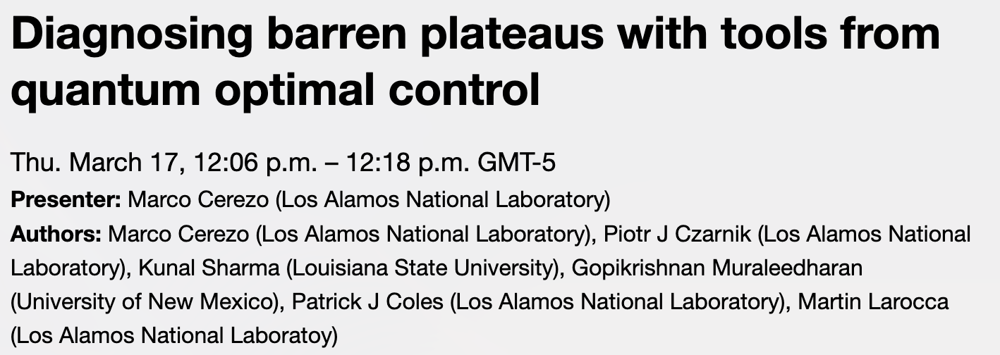 Diagnosing barren plateaus with tools from
quantum optimal control
Thu. March 17, 12:06 p.m. – 12:18 p.m. GMT-5
Presenter: Marco Cerezo (Los Alamos National Laboratory)
Authors: Marco Cerezo (Los Alamos National Laboratory), Piotr J Czarnik (Los Alamos National
Laboratory), Kunal Sharma (Louisiana State University), Gopikrishnan Muraleedharan
(University of New Mexico), Patrick J Coles (Los Alamos National Laboratory), Martin Larocca
(Los Alamos National Laboratoy)